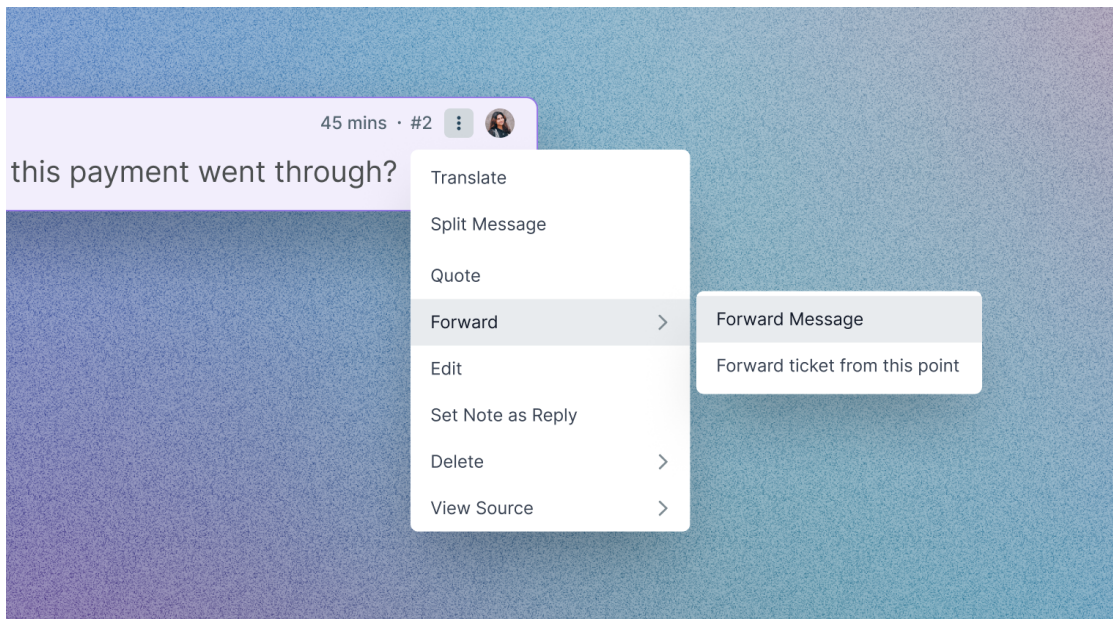 45 mins · #2
this payment went through?
Translate
Split Message
Quote
Forward
Forward Message
Forward ticket from this point
Edit
Set Note as Reply
Delete
View Source